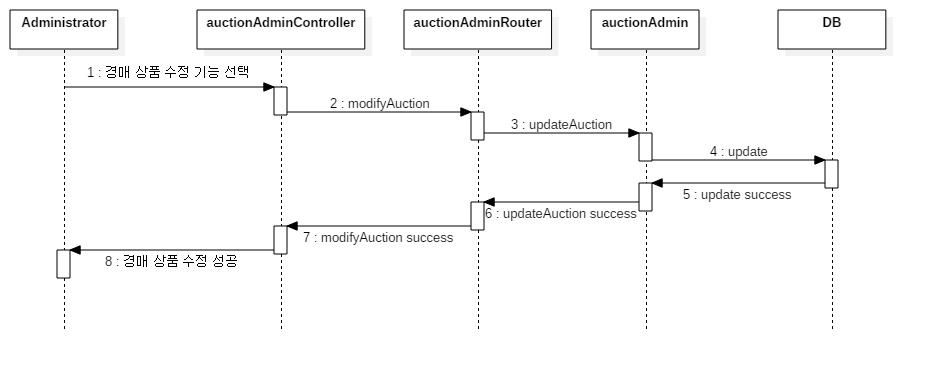 Administrator
auctionAdminController
auctionAdminRouter
auctionAdmin
DB
1 : 경매 상품 수정 기능 선택
2 : modifyAuction
3 : updateAuction
4 : update
5 : update success
6 : updateAuction success
7 : modifyAuction success
8 : 경매 상품 수정 성공